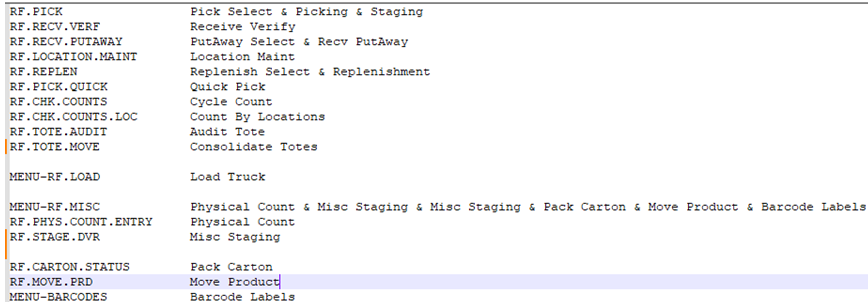 RF.PICK Pick Select & Picking & Staging
RF.RECV.VERF Receive Verify
RF.RECV.PUTAWAY PutAway Select & Recv PutAway
RF.LOCATION.MAINT Location Maint
RF.REPLEN Replenish Select & Replenishment
RF.PICK.QUICK Quick Pick
RF.CHK.COUNTS Cycle Count
RF.CHK.COUNTS.LOC Count By Locations
RF.TOTE.AUDIT Audit Tote
RF.TOTE.MOVE Consolidate Totes
MENU-RF.LOAD Load Truck
MENU-RF.MISC Physical Count & Misc Staging & Misc Staging & Pack Carton & Move Product & Barcode Labels
RF.PHYS.COUNT.ENTRY Physical Count
RF.STAGE.DVR Misc Staging
RF.CARTON.STATUS Pack Carton
RF.MOVE.PRD Move Product
MENU-BARCODES Barcode Labels